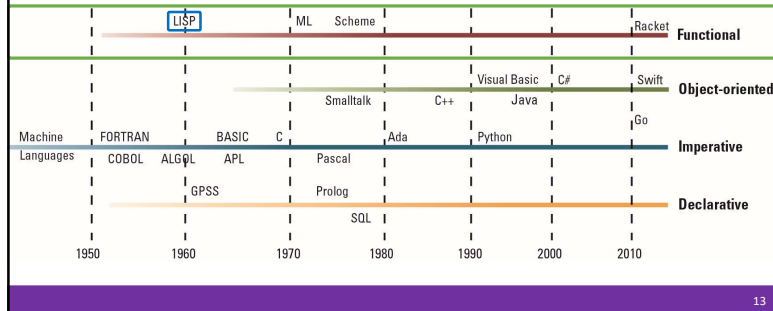 LISP ML Scheme Racket Functional
Visual Basic C# Swift Object-oriented
Smalltalk C++ Java
Go
Machine Languages FORTRAN BASIC C Ada Python Imperative
COBOL ALGOL APL Pascal
GPSS Prolog Declarative
SQL
1950 1960 1970 1980 1990 2000 2010
13